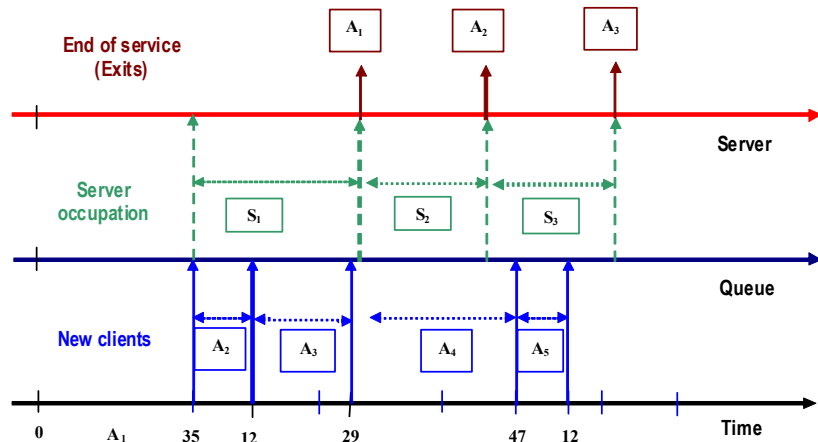 A₁ A₂ A₃
End of service
(Exits)
Server
Server
occupation
S₁ S₂ S₃
Queue
New clients
A₂ A₃ A₄ A₅
0 A₁ 35 12 29 47 12 Time